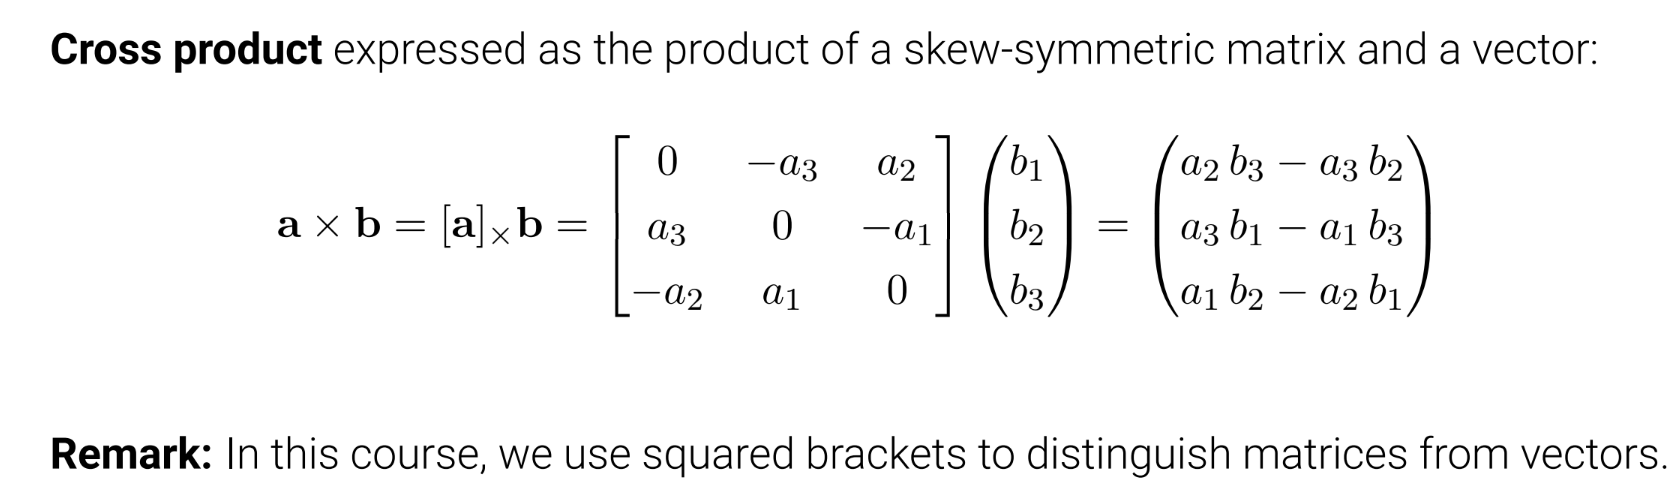 Cross product expressed as the product of a skew-symmetric matrix and a vector:
a × b = [a]×b = [0 −a₃ a₂; a₃ 0 −a₁; −a₂ a₁ 0] (b₁; b₂; b₃) = (a₂ b₃ − a₃ b₂; a₃ b₁ − a₁ b₃; a₁ b₂ − a₂ b₁)
Remark: In this course, we use squared brackets to distinguish matrices from vectors.